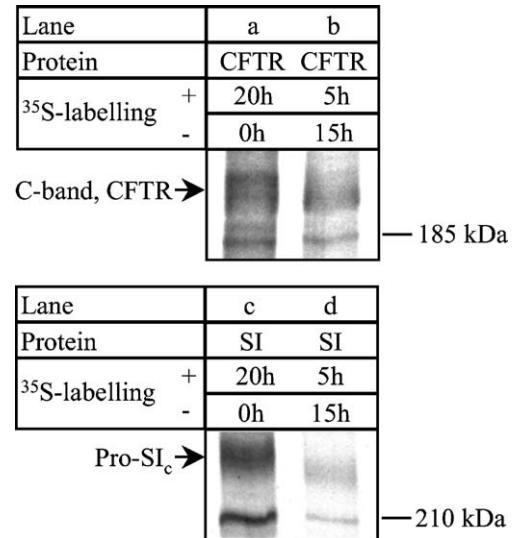 Lane a b
Protein CFTR CFTR
³⁵S-labelling + 20h 5h
- 0h 15h
C-band, CFTR
185 kDa
Lane c d
Protein SI SI
³⁵S-labelling + 20h 5h
- 0h 15h
Pro-SIc
210 kDa